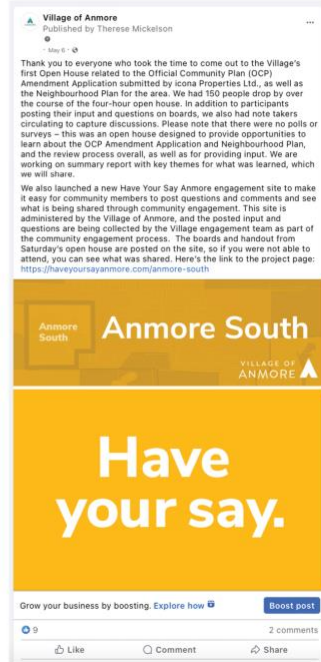 Village of Anmore
Published by Therese Mickelson
...
· May 6 ·
Thank you to everyone who took the time to come out to the Village's
first Open House related to the Official Community Plan (OCP)
Amendment Application submitted by icona Properties Ltd., as well as
the Neighbourhood Plan for the area. We had 150 people drop by over
the course of the four-hour open house. In addition to participants
posting their input and questions on boards, we also had note takers
circulating to capture discussions. Please note that there were no polls or
surveys – this was an open house designed to provide opportunities to
learn about the OCP Amendment Application and Neighbourhood Plan,
and the review process overall, as well as for providing input. We are
working on summary report with key themes for what was learned, which
we will share.
We also launched a new Have Your Say Anmore engagement site to make
it easy for community members to post questions and comments and see
what is being shared through community engagement. This site is
administered by the Village of Anmore, and the posted input and
questions are being collected by the Village engagement team as part of
the community engagement process. The boards and handout from
Saturday's open house are posted on the site, so if you were not able to
attend, you can see what was shared. Here's the link to the project page:
https://haveyoursayanmore.com/anmore-south
Anmore
South
Anmore South
VILLAGE OF
ANMORE
Have
your say.
Grow your business by boosting. Explore how
Boost post
9
2 comments
Like
Comment
Share